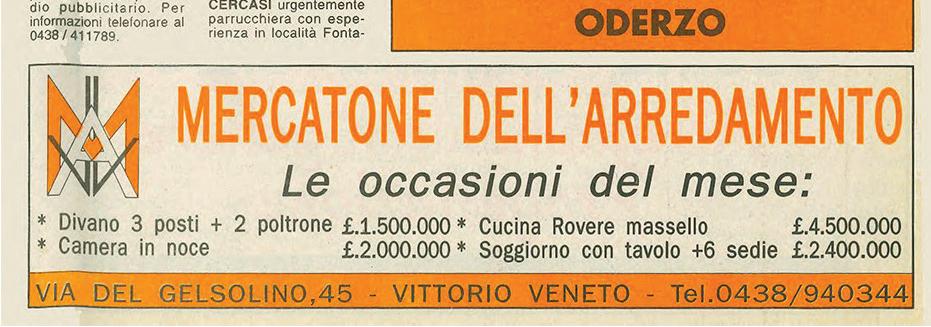 dio pubblicitario. Per
informazioni telefonare al
0438/411789.
CERCASI urgentemente
parrucchiera con espe-
rienza in località Fonta-
ODERZO
MERCATONE DELL'ARREDAMENTO
Le occasioni del mese:
* Divano 3 posti + 2 poltrone £.1.500.000 * Cucina Rovere massello £.4.500.000
* Camera in noce £.2.000.000 * Soggiorno con tavolo +6 sedie £.2.400.000
VIA DEL GELSOLINO,45 - VITTORIO VENETO - Tel.0438/940344